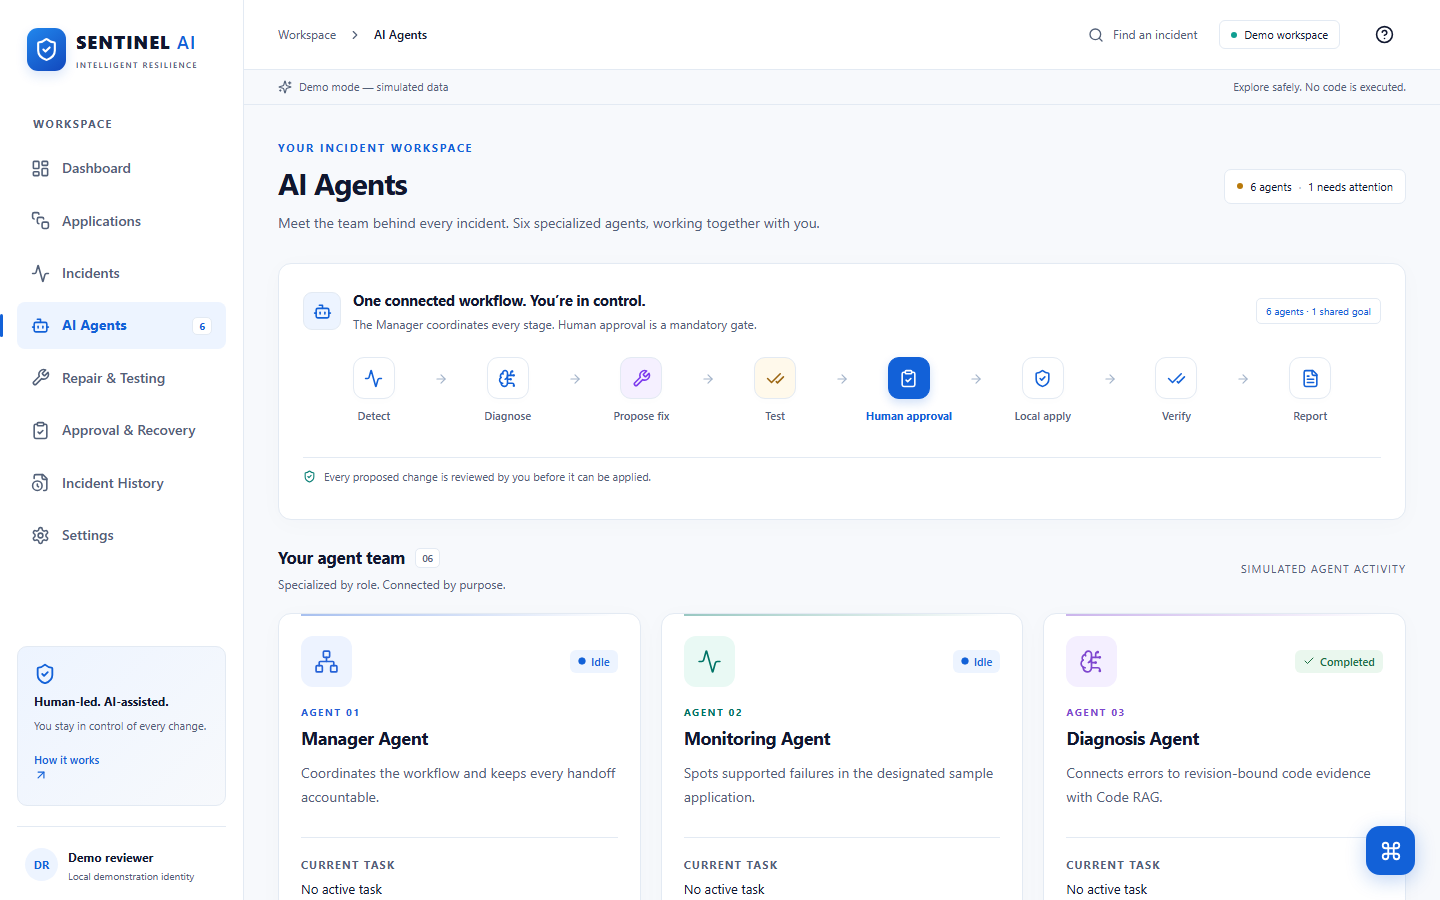 SENTINEL AI
INTELLIGENT RESILIENCE
WORKSPACE
Dashboard
Applications
Incidents
AI Agents 6
Repair & Testing
Approval & Recovery
Incident History
Settings
Human-led. AI-assisted.
You stay in control of every change.
How it works
DR
Demo reviewer
Local demonstration identity
Workspace
AI Agents
Find an incident
Demo workspace
Demo mode — simulated data
Explore safely. No code is executed.
YOUR INCIDENT WORKSPACE
AI Agents
Meet the team behind every incident. Six specialized agents, working together with you.
6 agents · 1 needs attention
One connected workflow. You’re in control.
The Manager coordinates every stage. Human approval is a mandatory gate.
6 agents · 1 shared goal
Detect
Diagnose
Propose fix
Test
Human approval
Local apply
Verify
Report
Every proposed change is reviewed by you before it can be applied.
Your agent team 06
Specialized by role. Connected by purpose.
SIMULATED AGENT ACTIVITY
Idle
AGENT 01
Manager Agent
Coordinates the workflow and keeps every handoff
accountable.
CURRENT TASK
No active task
Idle
AGENT 02
Monitoring Agent
Spots supported failures in the designated sample
application.
CURRENT TASK
No active task
Completed
AGENT 03
Diagnosis Agent
Connects errors to revision-bound code evidence
with Code RAG.
CURRENT TASK
No active task